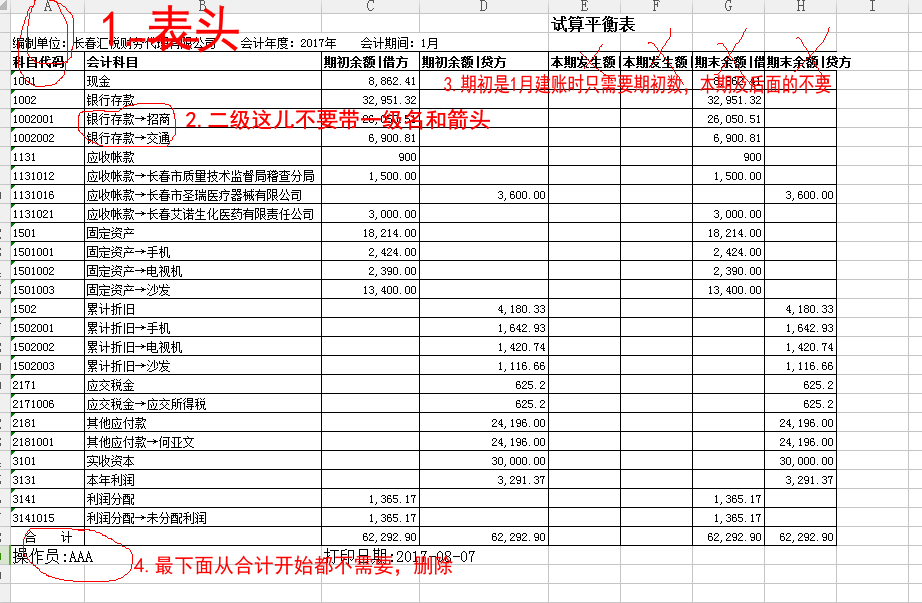 A B C D E F G H I
试算平衡表
1.表头
编制单位：长春汇悦财务代理有限公司 会计年度：2017年 会计期间：1月
科目代码 会计科目 期初余额|借方 期初余额|贷方 本期发生额| 本期发生额| 期末余额|借 期末余额|贷方
3.期初是1月建账时只需要期初数，本期及后面的不要
1001 现金 8,862.41 8,862.41
1002 银行存款 32,951.32 32,951.32
2.二级这儿不要带一级名和箭头
1002001 银行存款→招商 26,050.51 26,050.51
1002002 银行存款→交通 6,900.81 6,900.81
1131 应收帐款 900 900
1131012 应收帐款→长春市质量技术监督局稽查分局 1,500.00 1,500.00
1131016 应收帐款→长春市圣瑞医疗器械有限公司 3,600.00 3,600.00
1131021 应收帐款→长春艾诺生化医药有限责任公司 3,000.00 3,000.00
1501 固定资产 18,214.00 18,214.00
1501001 固定资产→手机 2,424.00 2,424.00
1501002 固定资产→电视机 2,390.00 2,390.00
1501003 固定资产→沙发 13,400.00 13,400.00
1502 累计折旧 4,180.33 4,180.33
1502001 累计折旧→手机 1,642.93 1,642.93
1502002 累计折旧→电视机 1,420.74 1,420.74
1502003 累计折旧→沙发 1,116.66 1,116.66
2171 应交税金 625.2 625.2
2171006 应交税金→应交所得税 625.2 625.2
2181 其他应付款 24,196.00 24,196.00
2181001 其他应付款→何亚文 24,196.00 24,196.00
3101 实收资本 30,000.00 30,000.00
3131 本年利润 3,291.37 3,291.37
3141 利润分配 1,365.17 1,365.17
3141015 利润分配→未分配利润 1,365.17 1,365.17
合 计 62,292.90 62,292.90 62,292.90 62,292.90
操作员:AAA 打印日期:2017-08-07
4.最下面从合计开始都不需要，删除